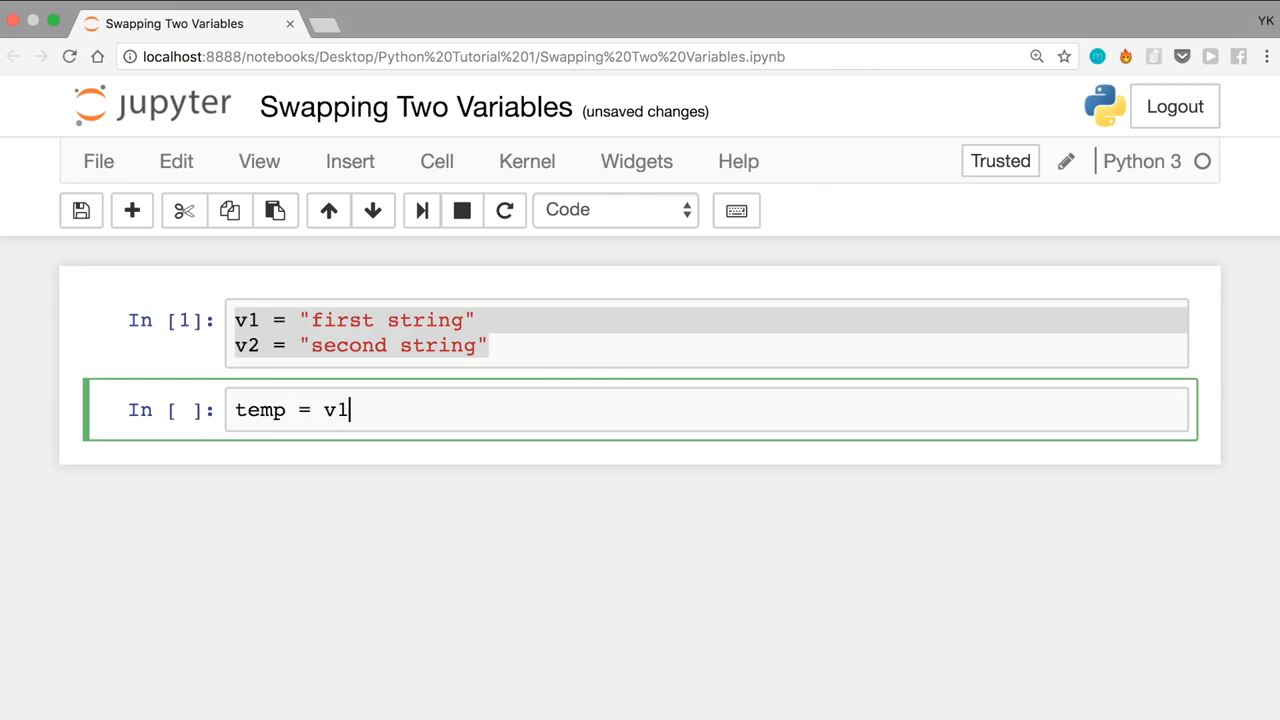 Swapping Two Variables
YK
localhost:8888/notebooks/Desktop/Python%20Tutorial%201/Swapping%20Two%20Variables.ipynb
jupyter Swapping Two Variables (unsaved changes) Logout
File Edit View Insert Cell Kernel Widgets Help Trusted Python 3
Code
In [1]: v1 = "first string"
v2 = "second string"
In [ ]: temp = v1